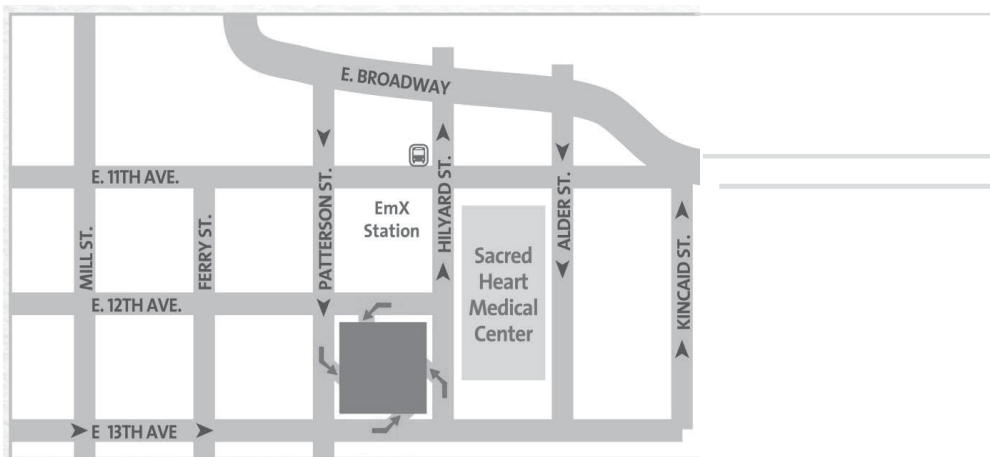 E. BROADWAY
E. 11TH AVE.
EmX
Station
MILL ST.
FERRY ST.
PATTERSON ST.
HILYARD ST.
ALDER ST.
KINCAID ST.
Sacred
Heart
Medical
Center
E. 12TH AVE.
E 13TH AVE